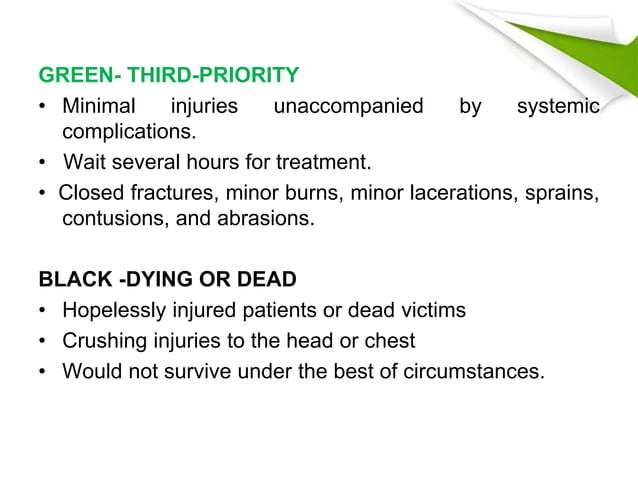 GREEN- THIRD-PRIORITY
• Minimal injuries unaccompanied by systemic
complications.
• Wait several hours for treatment.
• Closed fractures, minor burns, minor lacerations, sprains,
contusions, and abrasions.
BLACK -DYING OR DEAD
• Hopelessly injured patients or dead victims
• Crushing injuries to the head or chest
• Would not survive under the best of circumstances.